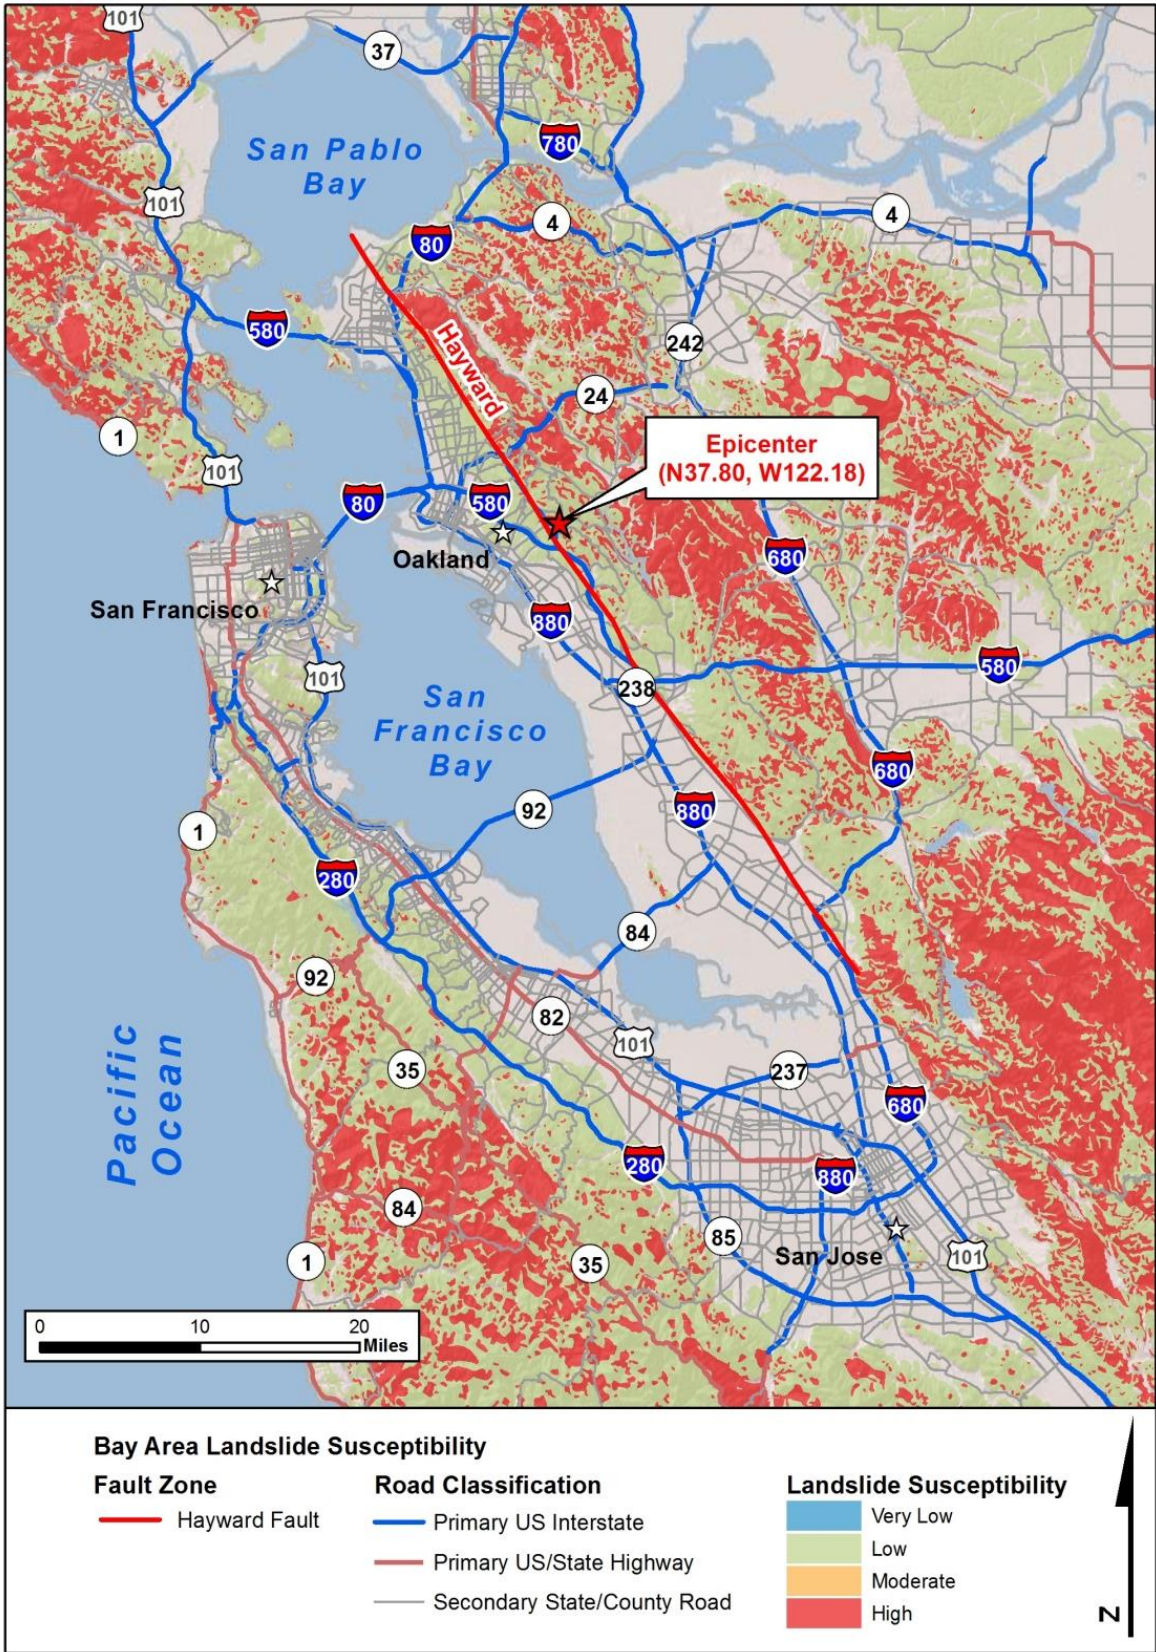 101
37
San Pablo
Bay
780
101
4
4
80
580
Hayward
242
24
1
101
Epicenter
(N37.80, W122.18)
80
580
Oakland
680
San Francisco
880
580
101
238
San
Francisco
Bay
680
92
880
1
280
84
92
82
101
35
237
Pacific
Ocean
680
280
880
84
85
San Jose
101
1
35
0
10
20
Miles
Bay Area Landslide Susceptibility
Fault Zone
Hayward Fault
Road Classification
Primary US Interstate
Primary US/State Highway
Secondary State/County Road
Landslide Susceptibility
Very Low
Low
Moderate
High
N